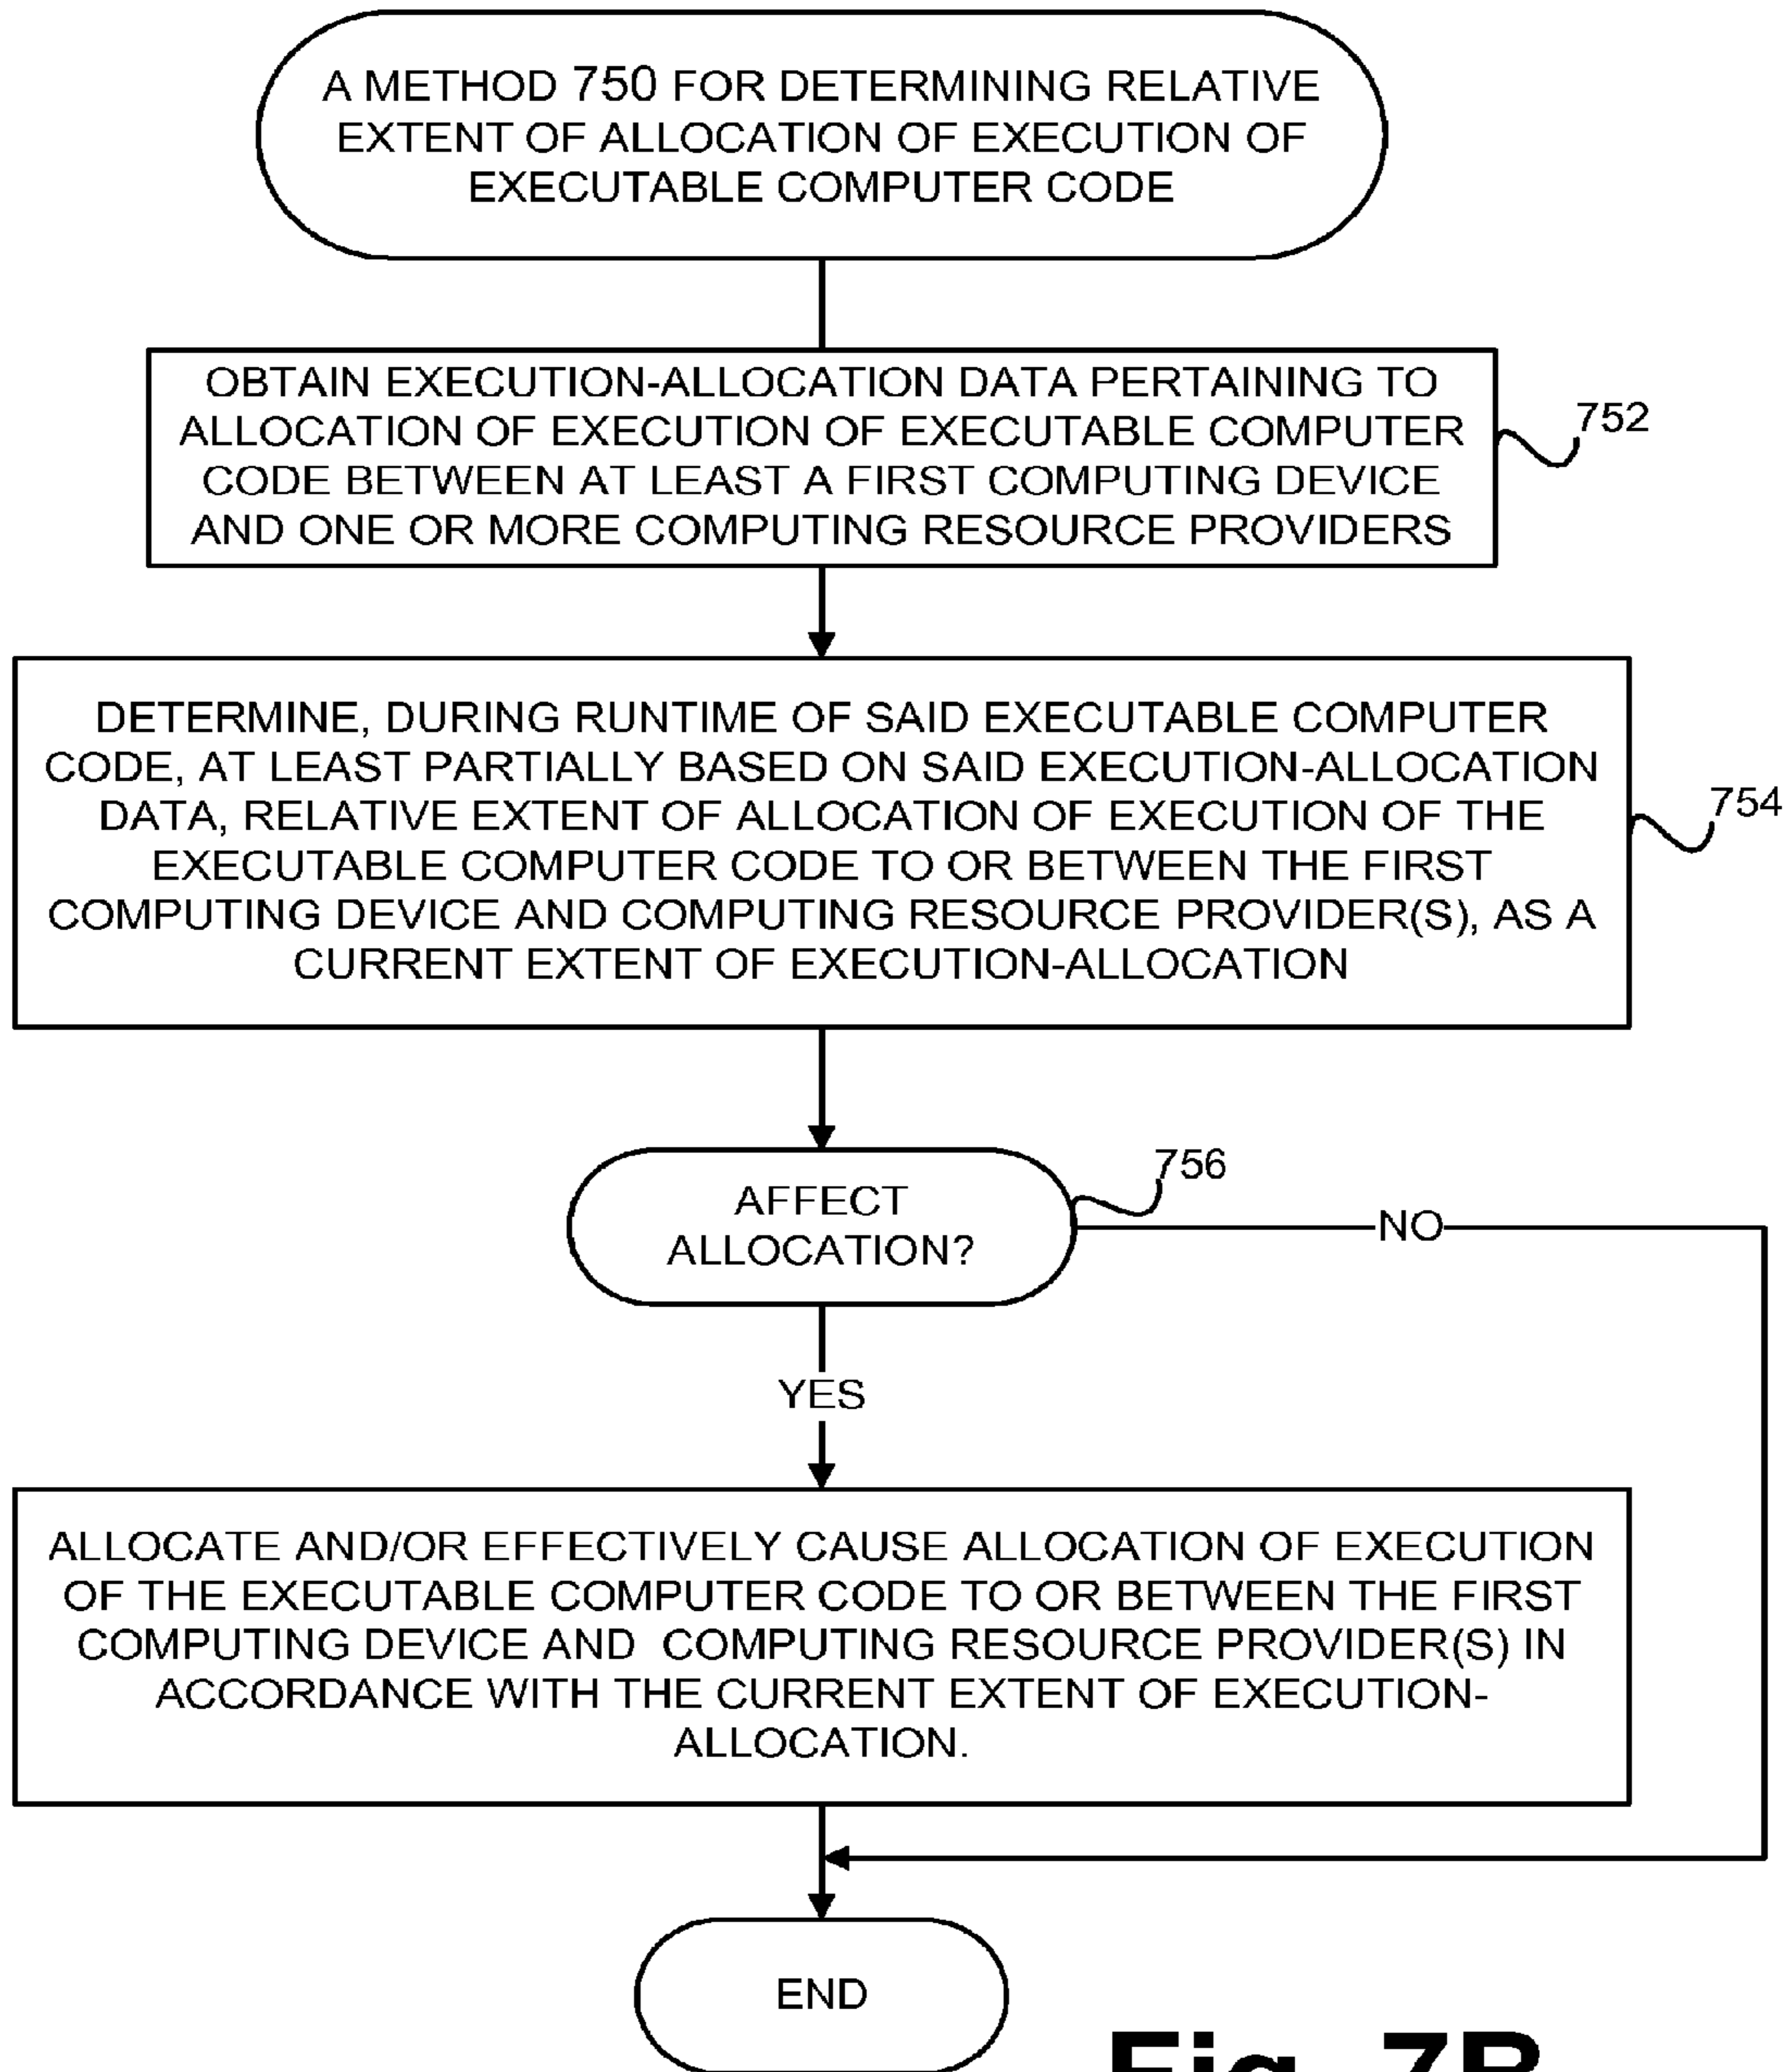 A METHOD 750 FOR DETERMINING RELATIVE
EXTENT OF ALLOCATION OF EXECUTION OF
EXECUTABLE COMPUTER CODE
OBTAIN EXECUTION-ALLOCATION DATA PERTAINING TO
ALLOCATION OF EXECUTION OF EXECUTABLE COMPUTER
CODE BETWEEN AT LEAST A FIRST COMPUTING DEVICE
AND ONE OR MORE COMPUTING RESOURCE PROVIDERS
752
DETERMINE, DURING RUNTIME OF SAID EXECUTABLE COMPUTER
CODE, AT LEAST PARTIALLY BASED ON SAID EXECUTION-ALLOCATION
DATA, RELATIVE EXTENT OF ALLOCATION OF EXECUTION OF THE
EXECUTABLE COMPUTER CODE TO OR BETWEEN THE FIRST
COMPUTING DEVICE AND COMPUTING RESOURCE PROVIDER(S), AS A
CURRENT EXTENT OF EXECUTION-ALLOCATION
754
AFFECT
ALLOCATION?
756
NO
YES
ALLOCATE AND/OR EFFECTIVELY CAUSE ALLOCATION OF EXECUTION
OF THE EXECUTABLE COMPUTER CODE TO OR BETWEEN THE FIRST
COMPUTING DEVICE AND COMPUTING RESOURCE PROVIDER(S) IN
ACCORDANCE WITH THE CURRENT EXTENT OF EXECUTION-
ALLOCATION.
END
Fig. 7B